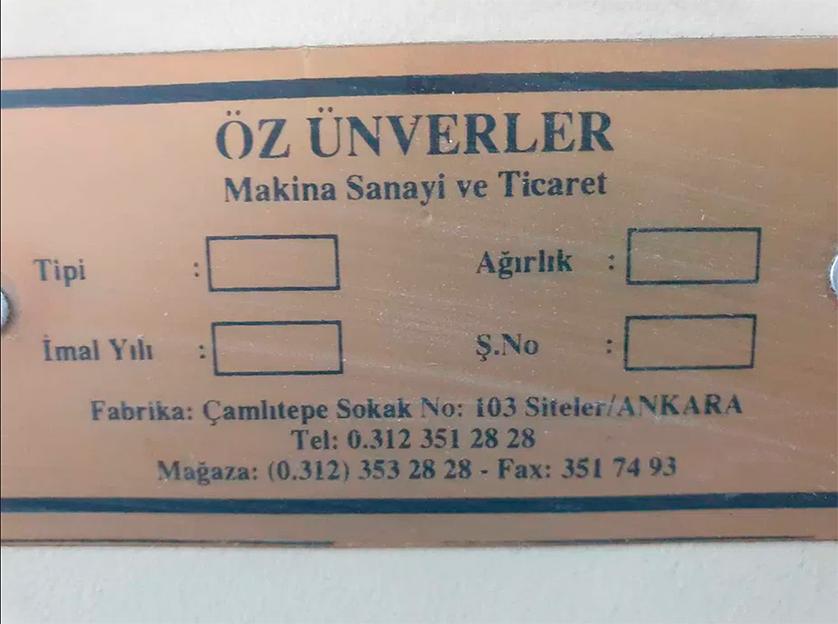 ÖZ ÜNVERLER
Makina Sanayi ve Ticaret
Tipi : Ağırlık :
İmal Yılı : Ş.No :
Fabrika: Çamlıtepe Sokak No: 103 Siteler/ANKARA
Tel: 0.312 351 28 28
Mağaza: (0.312) 353 28 28 - Fax: 351 74 93